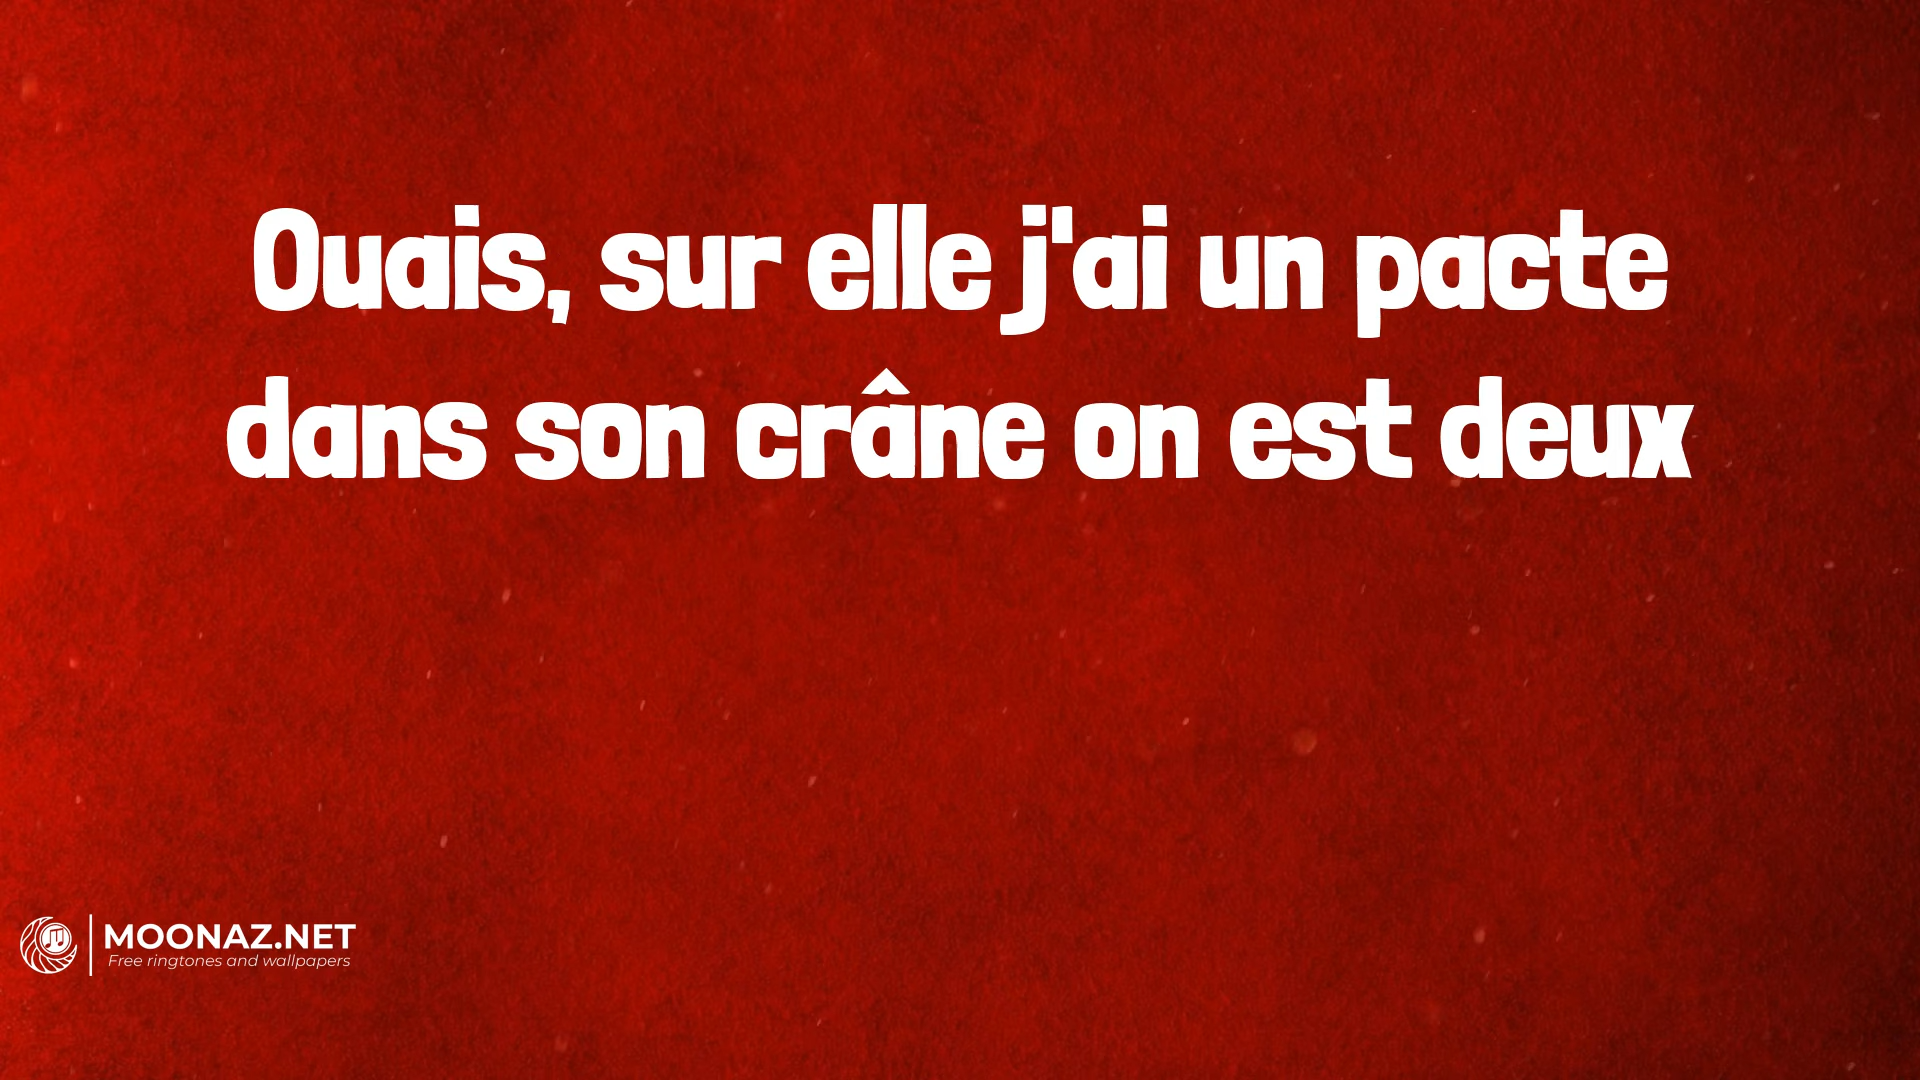 Ouais, sur elle j'ai un pacte
dans son crâne on est deux
MOONAZ.NET
Free ringtones and wallpapers